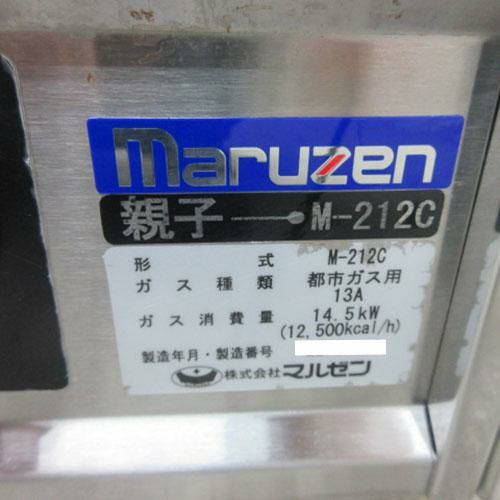 maruzen
親子 M-212C
形式 M-212C
ガス種類 都市ガス用
13A
ガス消費量 14.5kW
(12,500kcal/h)
製造年月・製造番号
株式会社 マルゼン